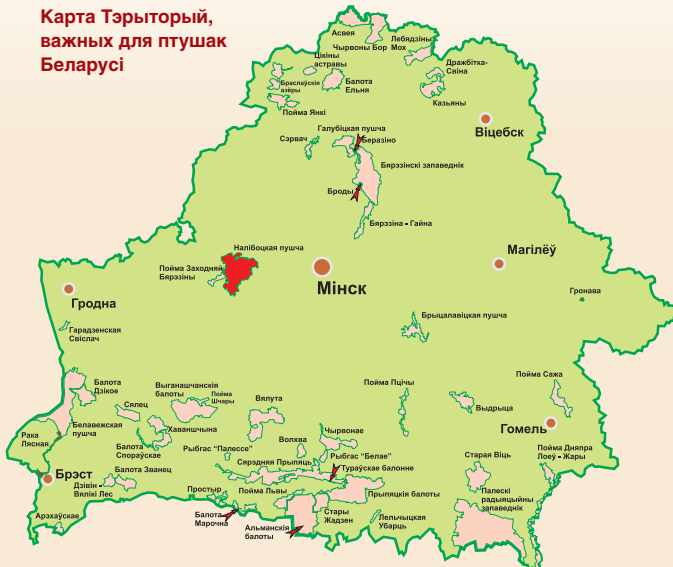 Карта Тэрыторый,
важных для птушак
Беларусі
Асвея
Чырвоны Бор
Лебядзіны
Мох
Цікіны
астравы
Дражбітка-
Свіна
Браслаўскія
азёры
Балота
Ельня
Казьяны
Пойма Янкі
Віцебск
Галубіцкая пушча
Сэрвач
Беразіно
Бярэзінскі запаведнік
Броды
Бярэзіна - Гайна
Налібоцкая пушча
Магілёў
Пойма Заходняй
Бярэзіны
Мінск
Гродна
Гронава
Гарадзенская
Свіслач
Брыцалавіцкая пушча
Пойма Сажа
Пойма Пцічы
Балота
Дзікое
Выганашчанскія
балоты
Пойма
Шчары
Вялута
Сялец
Выдрыца
Белавежская
пушча
Хаваншчына
Гомель
Чырвонае
Волхва
Рака
Лясная
Балота
Спораўскае
Рыбгас "Палессе"
Рыбгас "Белае"
Старая Віць
Пойма Дняпра
Лоеў - Жары
Сярэдняя Прыпяць
Тураўскае балонне
Брэст
Балота Званец
Дзівін -
Вялікі Лес
Простыр
Пойма Львы
Прыпяцкія балоты
Палескі
радыяцыйны
запаведнік
Арэхаўскае
Балота
Марочна
Стары
Жадзен
Лельчыцкая
Убарць
Альманскія
балоты